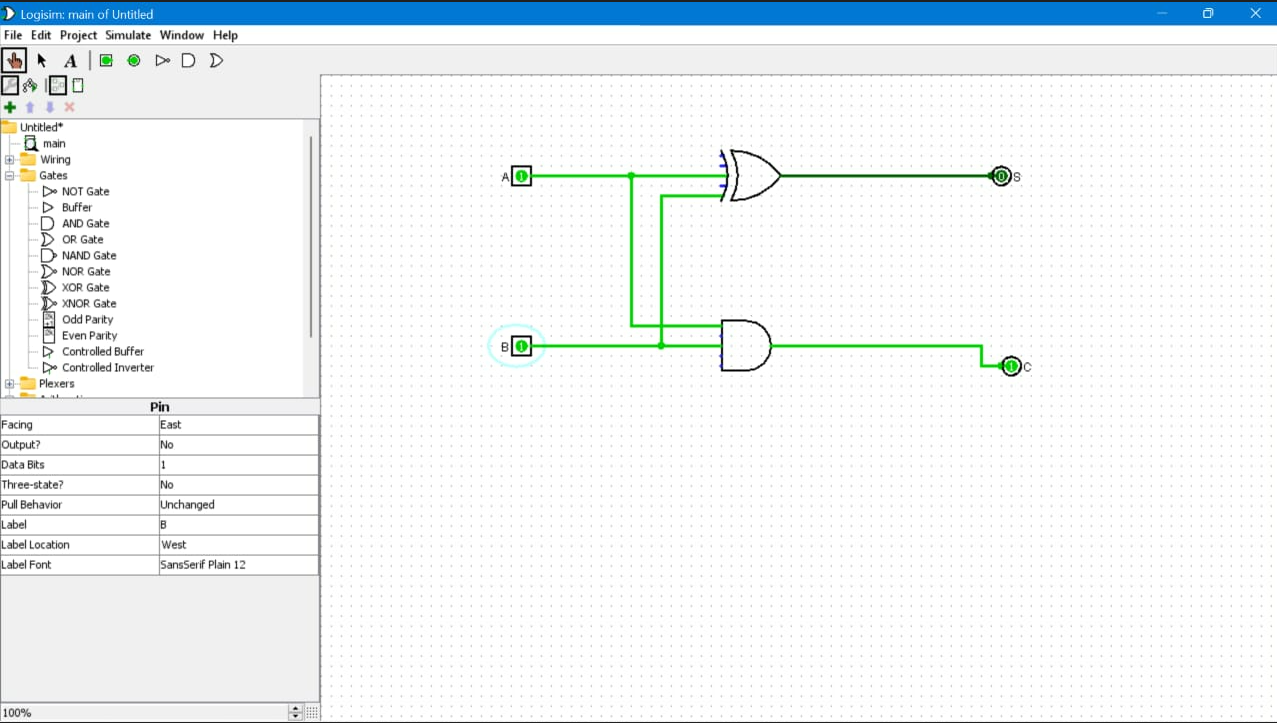 Logisim: main of Untitled
File Edit Project Simulate Window Help
A
Untitled*
main
Wiring
Gates
NOT Gate
Buffer
AND Gate
OR Gate
NAND Gate
NOR Gate
XOR Gate
XNOR Gate
Odd Parity
Even Parity
Controlled Buffer
Controlled Inverter
Plexers
Pin
Facing East
Output? No
Data Bits 1
Three-state? No
Pull Behavior Unchanged
Label B
Label Location West
Label Font SansSerif Plain 12
100%
A 1
0 S
B 1
1 C